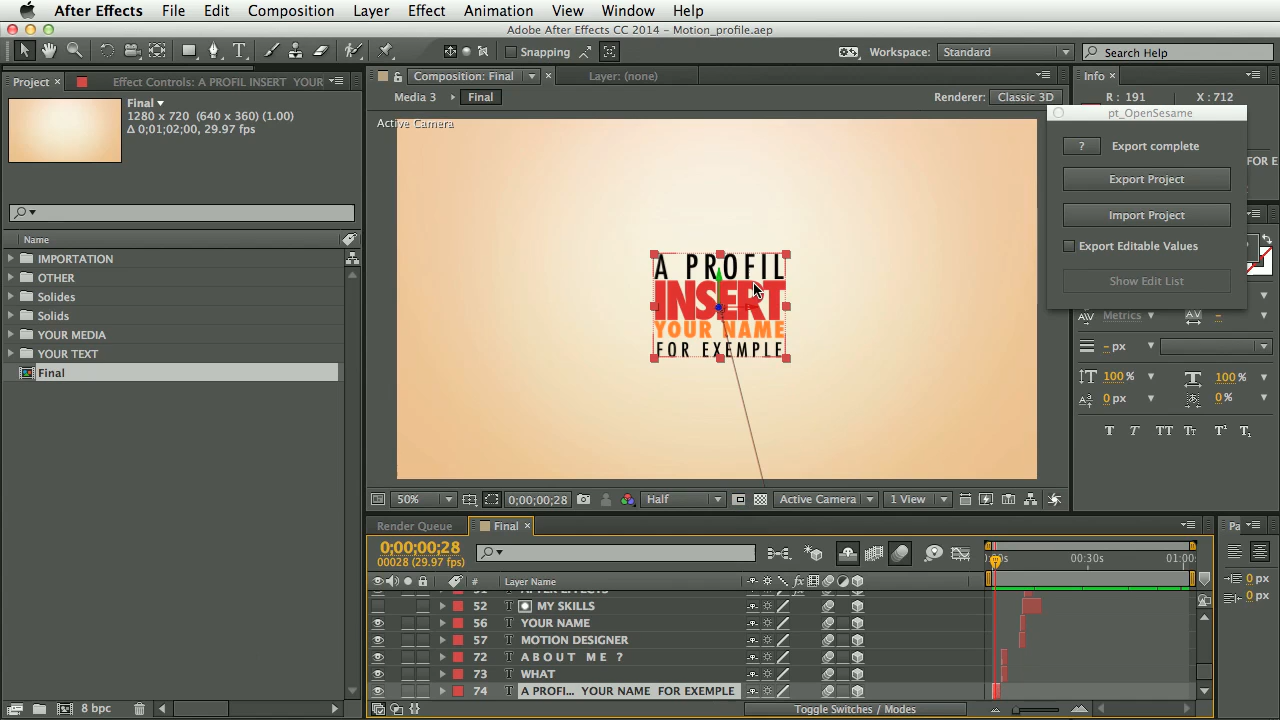 After Effects File Edit Composition Layer Effect Animation View Window Help
Adobe After Effects CC 2014 - Motion_profile.aep
Snapping
Workspace: Standard
Search Help
Project
Effect Controls: A PROFIL INSERT YOUR
Composition: Final
Layer: (none)
Info
Final
1280 x 720 (640 x 360) (1.00)
Δ 0;01;02;00, 29.97 fps
Media 3
Final
Renderer: Classic 3D
R : 191
X : 712
Active Camera
pt_OpenSesame
? Export complete
Export Project
Import Project
Export Editable Values
Show Edit List
FOR E
Name
IMPORTATION
OTHER
Solides
Solids
YOUR MEDIA
YOUR TEXT
Final
A PROFIL
INSERT
YOUR NAME
FOR EXEMPLE
Metrics
px
100 %
100 %
0 px
0 %
T T TT Tт T¹ T₁
50%
0;00;00;28
Half
Active Camera
1 View
8 bpc
Render Queue
Final
0;00;00;28
00028 (29.97 fps)
00:30s
01:00s
# Layer Name
52 MY SKILLS
56 YOUR NAME
57 MOTION DESIGNER
72 A B O U T M E ?
73 WHAT
74 A PROFI... YOUR NAME FOR EXEMPLE
Toggle Switches / Modes
Pa
0 px
0 px